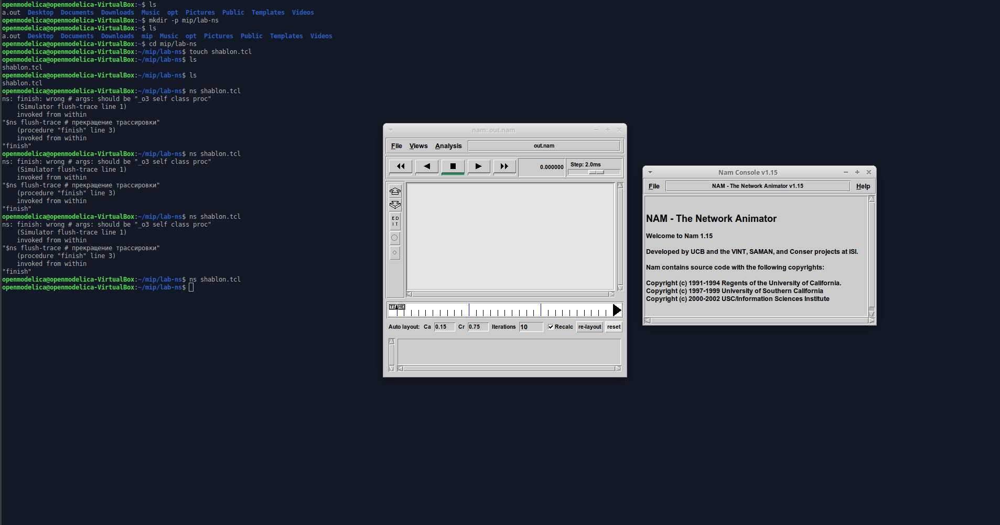 openmodelica@openmodelica-VirtualBox:~$ ls
a.out  Desktop  Documents  Downloads  Music  opt  Pictures  Public  Templates  Videos
openmodelica@openmodelica-VirtualBox:~$ mkdir -p mip/lab-ns
openmodelica@openmodelica-VirtualBox:~$ ls
a.out  Desktop  Documents  Downloads  mip  Music  opt  Pictures  Public  Templates  Videos
openmodelica@openmodelica-VirtualBox:~$ cd mip/lab-ns
openmodelica@openmodelica-VirtualBox:~/mip/lab-ns$ touch shablon.tcl
openmodelica@openmodelica-VirtualBox:~/mip/lab-ns$ ls
shablon.tcl
openmodelica@openmodelica-VirtualBox:~/mip/lab-ns$ ls
shablon.tcl
openmodelica@openmodelica-VirtualBox:~/mip/lab-ns$ ns shablon.tcl
ns: finish: wrong # args: should be "_o3 self class proc"
    (Simulator flush-trace line 1)
    invoked from within
"$ns flush-trace # прекращение трассировки"
    (procedure "finish" line 3)
    invoked from within
"finish"
openmodelica@openmodelica-VirtualBox:~/mip/lab-ns$ ns shablon.tcl
ns: finish: wrong # args: should be "_o3 self class proc"
    (Simulator flush-trace line 1)
    invoked from within
"$ns flush-trace # прекращение трассировки"
    (procedure "finish" line 3)
    invoked from within
"finish"
openmodelica@openmodelica-VirtualBox:~/mip/lab-ns$ ns shablon.tcl
ns: finish: wrong # args: should be "_o3 self class proc"
    (Simulator flush-trace line 1)
    invoked from within
"$ns flush-trace # прекращение трассировки"
    (procedure "finish" line 3)
    invoked from within
"finish"
openmodelica@openmodelica-VirtualBox:~/mip/lab-ns$ ns shablon.tcl
openmodelica@openmodelica-VirtualBox:~/mip/lab-ns$
nam: out.nam
File Views Analysis out.nam
0.000000 Step: 2.0ms
ED
IT
TIME
Auto layout: Ca 0.15 Cr 0.75 Iterations 10 Recalc re-layout reset
Nam Console v1.15
File NAM - The Network Animator v1.15 Help
NAM - The Network Animator
Welcome to Nam 1.15
Developed by UCB and the VINT, SAMAN, and Conser projects at ISI.
Nam contains source code with the following copyrights:
Copyright (c) 1991-1994 Regents of the University of California.
Copyright (c) 1997-1999 University of Southern California
Copyright (c) 2000-2002 USC/Information Sciences Institute